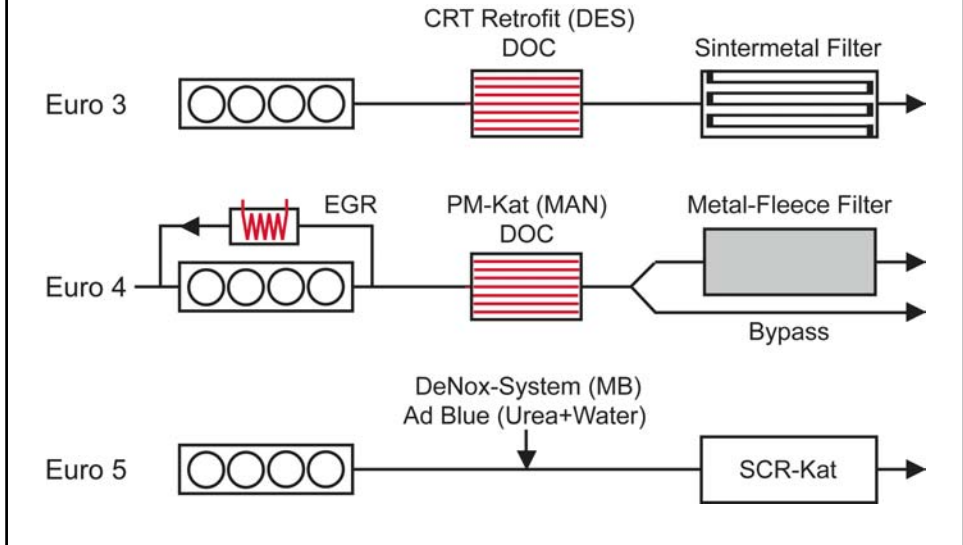 CRT Retrofit (DES)
DOC
Sintermetal Filter
Euro 3
EGR
PM-Kat (MAN)
DOC
Metal-Fleece Filter
Euro 4
Bypass
DeNox-System (MB)
Ad Blue (Urea+Water)
Euro 5
SCR-Kat